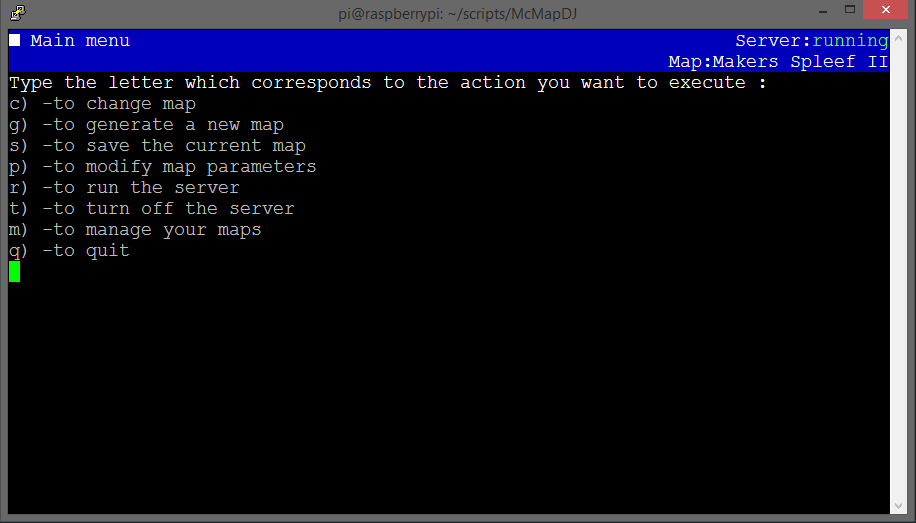 pi@raspberrypi: ~/scripts/McMapDJ
Main menu Server:running
Map:Makers Spleef II
Type the letter which corresponds to the action you want to execute :
c) -to change map
g) -to generate a new map
s) -to save the current map
p) -to modify map parameters
r) -to run the server
t) -to turn off the server
m) -to manage your maps
q) -to quit